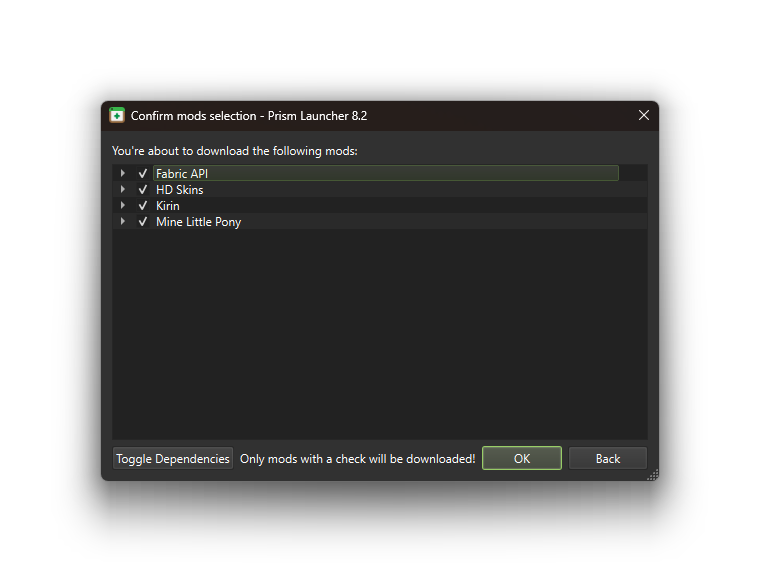 Confirm mods selection - Prism Launcher 8.2
You're about to download the following mods:
Fabric API
HD Skins
Kirin
Mine Little Pony
Toggle Dependencies Only mods with a check will be downloaded! OK Back